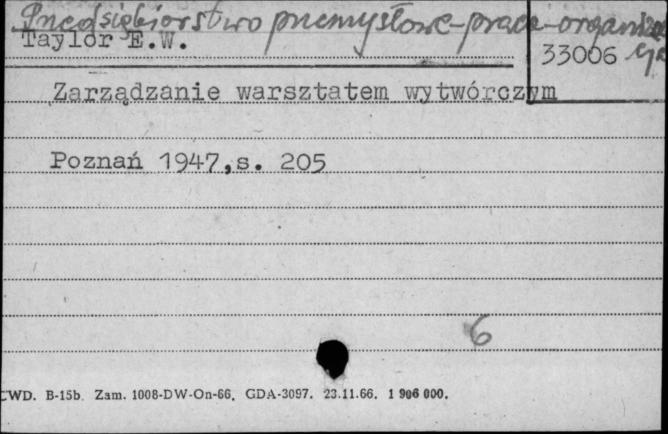 Przedsiębiorstwo przemysłowe - praca - organizacja
Taylor E.W.
33006
Zarządzanie warsztatem wytwórczym
Poznań 1947,s. 205
6
CWD. B-15b. Zam. 1008-DW-On-66. GDA-3097. 23.11.66. 1 906 000.